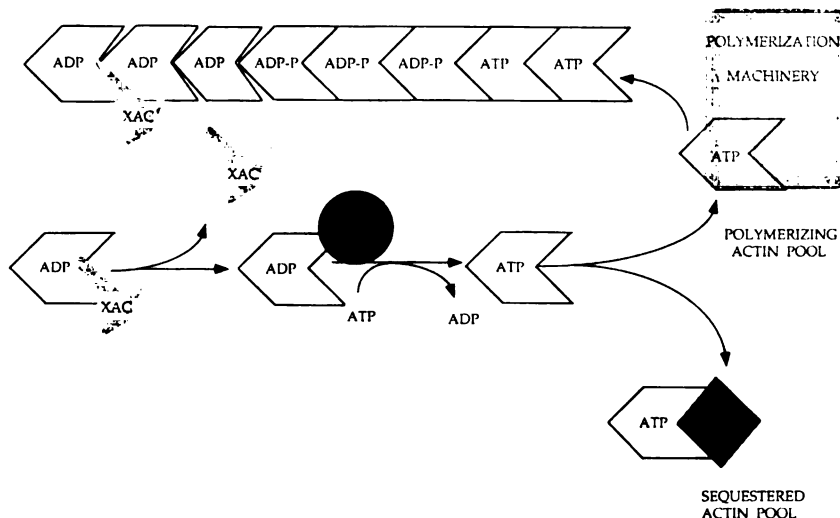 ADP ADP ADP ADP-P ADP-P ADP-P ATP ATP
POLYMERIZATION
MACHINERY
XAC
ATP
XAC
POLYMERIZING
ACTIN POOL
ADP
ADP
ATP
XAC
ATP
ADP
ATP
SEQUESTERED
ACTIN POOL